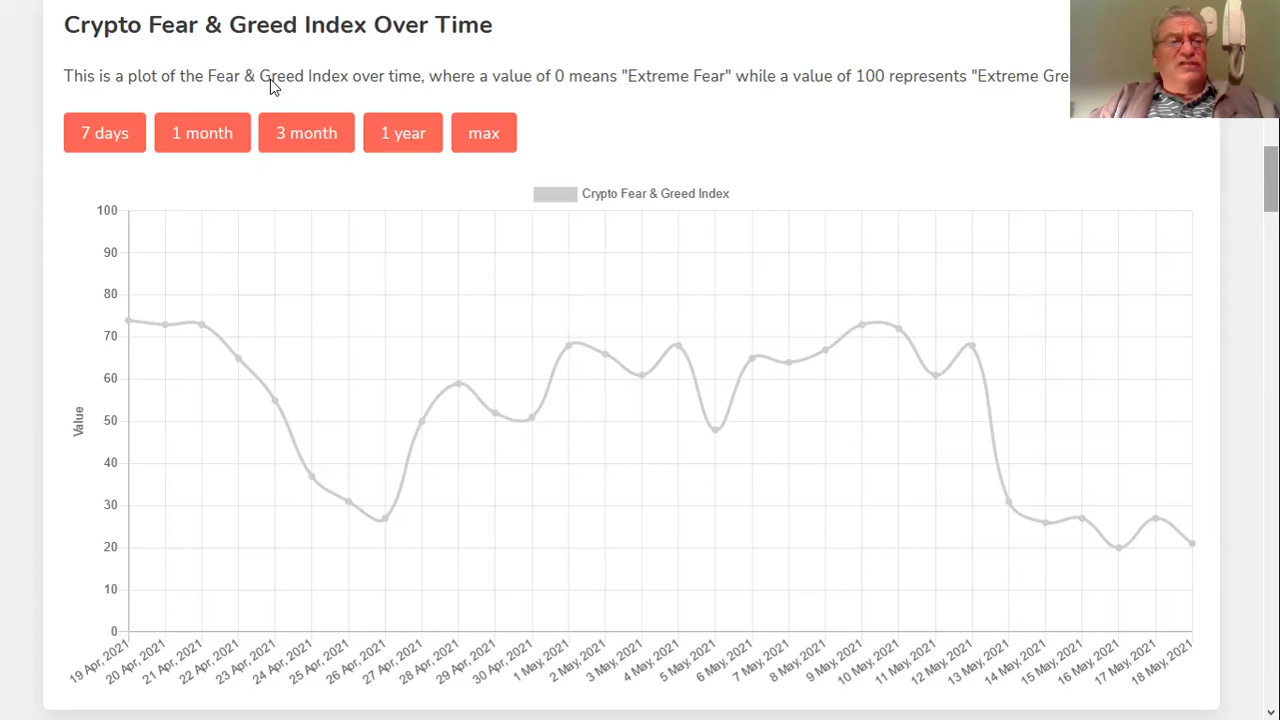 Crypto Fear & Greed Index Over Time
This is a plot of the Fear & Greed Index over time, where a value of 0 means "Extreme Fear" while a value of 100 represents "Extreme Gre
7 days
1 month
3 month
1 year
max
Crypto Fear & Greed Index
100
90
80
70
60
50
40
30
20
10
0
Value
19 Apr, 2021
20 Apr, 2021
21 Apr, 2021
22 Apr, 2021
23 Apr, 2021
24 Apr, 2021
25 Apr, 2021
26 Apr, 2021
27 Apr, 2021
28 Apr, 2021
29 Apr, 2021
30 Apr, 2021
1 May, 2021
2 May, 2021
3 May, 2021
4 May, 2021
5 May, 2021
6 May, 2021
7 May, 2021
8 May, 2021
9 May, 2021
10 May, 2021
11 May, 2021
12 May, 2021
13 May, 2021
14 May, 2021
15 May, 2021
16 May, 2021
17 May, 2021
18 May, 2021